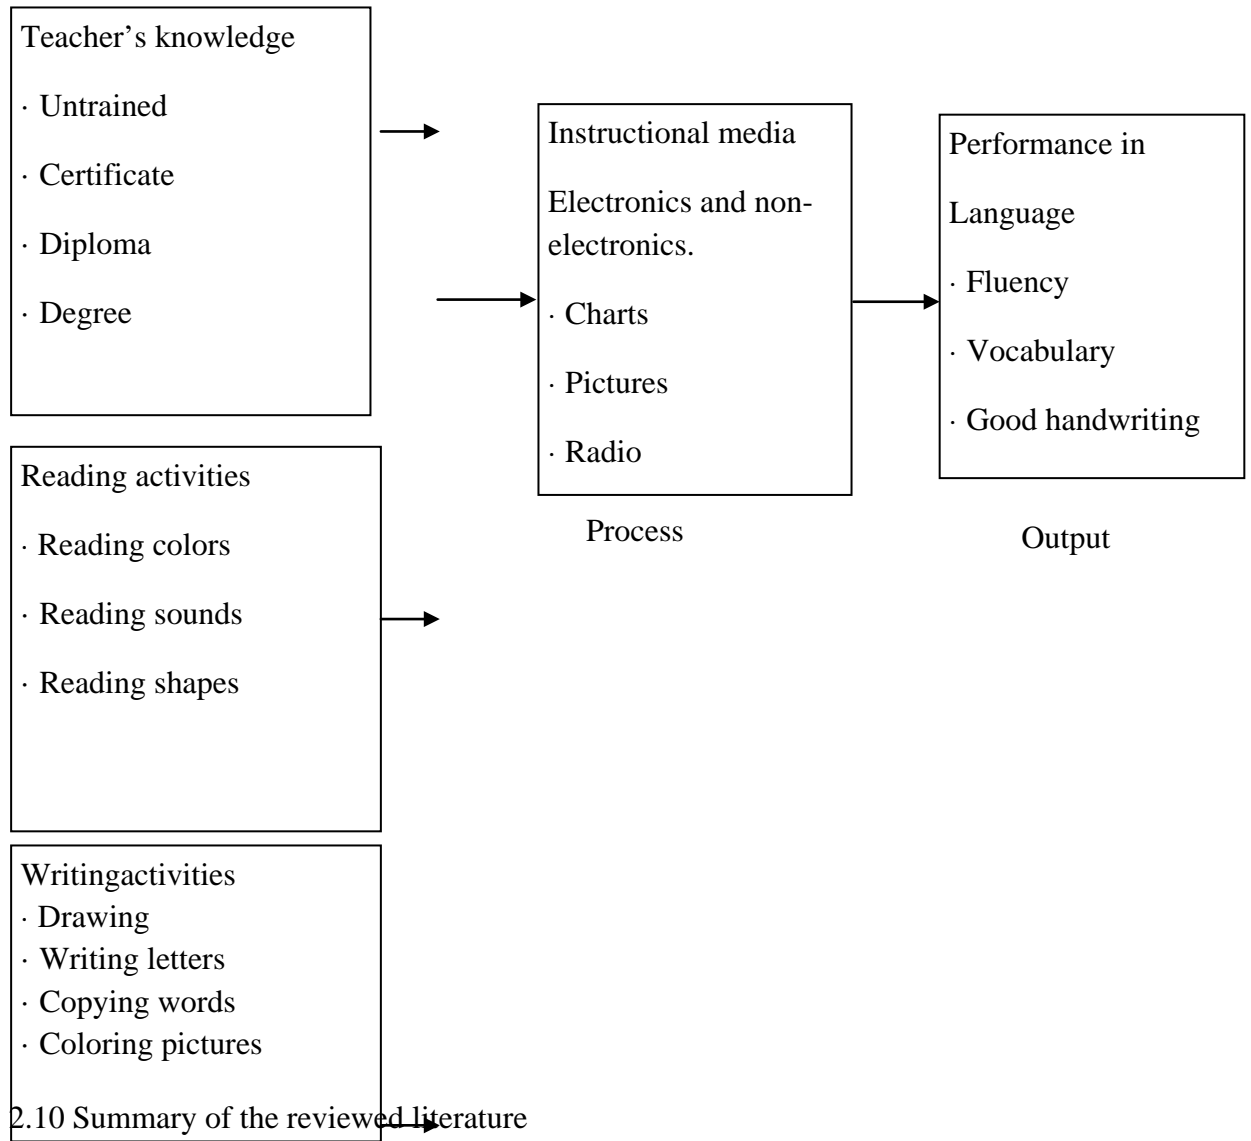 Teacher’s knowledge
· Untrained
· Certificate
· Diploma
· Degree
Instructional media
Electronics and non-
electronics.
· Charts
· Pictures
· Radio
Process
Performance in
Language
· Fluency
· Vocabulary
· Good handwriting
Output
Reading activities
· Reading colors
· Reading sounds
· Reading shapes
Writingactivities
· Drawing
· Writing letters
· Copying words
· Coloring pictures
2.10 Summary of the reviewed literature